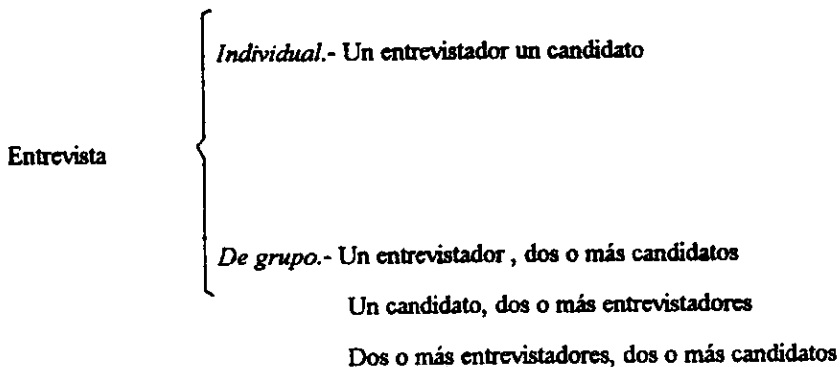 Individual.- Un entrevistador un candidato
Entrevista
De grupo.- Un entrevistador , dos o más candidatos
Un candidato, dos o más entrevistadores
Dos o más entrevistadores, dos o más candidatos